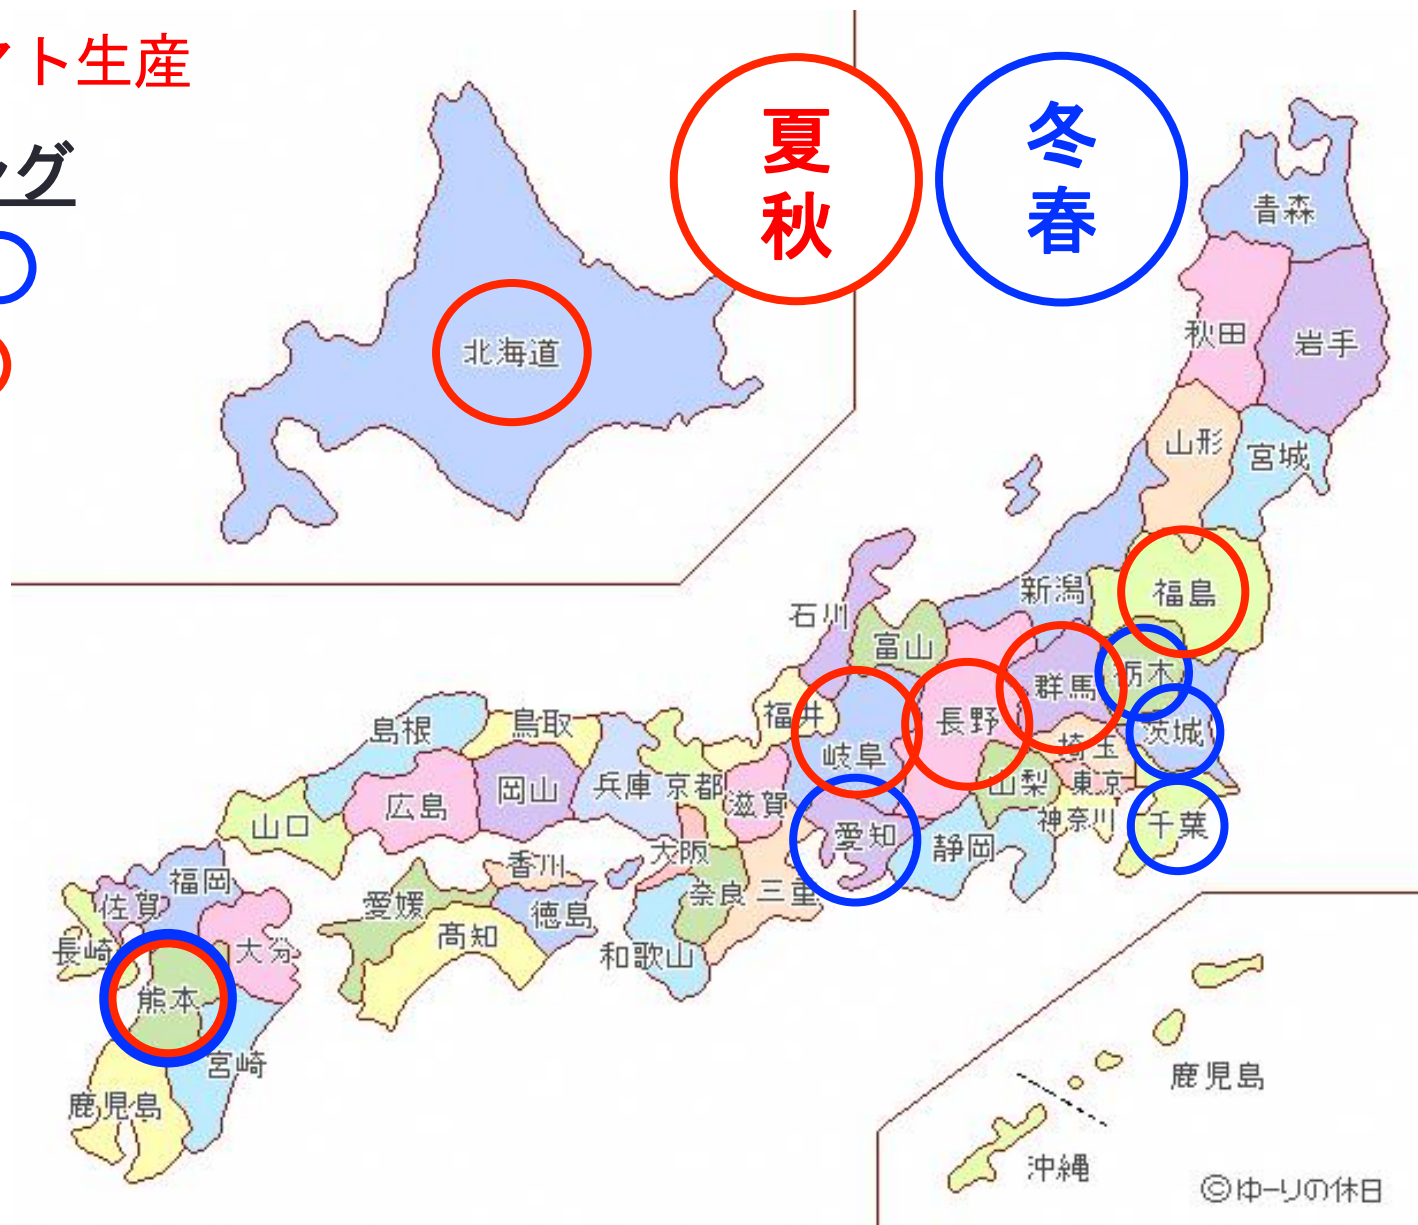 マト生産
ング
夏
秋
冬
春
北海道
青森
秋田
岩手
山形
宮城
新潟
福島
石川
富山
栃木
群馬
福井
長野
茨城
岐阜
埼玉
島根
鳥取
兵庫
京都
滋賀
山梨
東京
岡山
広島
山口
神奈川
千葉
愛知
静岡
大阪
香川
福岡
奈良
三重
佐賀
愛媛
徳島
高知
長崎
大分
和歌山
熊本
宮崎
鹿児島
鹿児島
沖縄
©ゆーりの休日